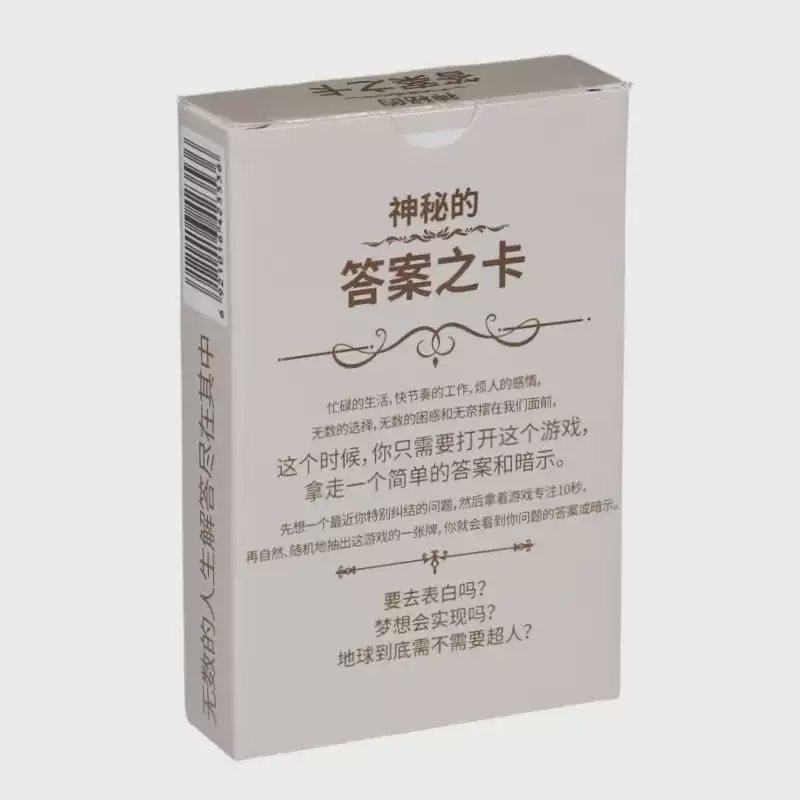 神秘的
答案之卡
神秘的
答案之卡
忙碌的生活,快节奏的工作,烦人的感情,
无数的选择,无数的困惑和无奈摆在我们面前,
这个时候,你只需要打开这个游戏,
拿走一个简单的答案和暗示。
先想一个最近你特别纠结的问题,然后拿着游戏专注10秒,
再自然、随机地抽出这游戏的一张牌,你就会看到你问题的答案或暗示。
要去表白吗?
梦想会实现吗?
地球到底需不需要超人?
无数的人生解答尽在其中
6 921016 423536